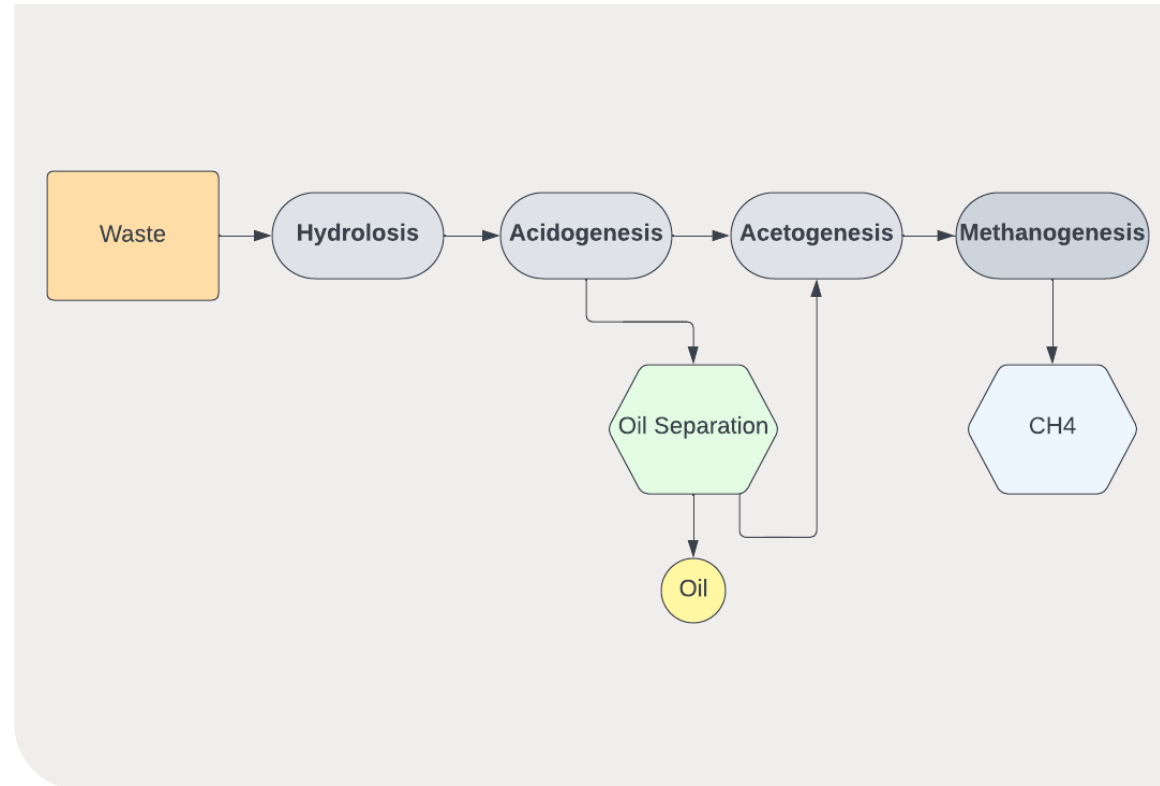 Waste
Hydrolosis
Acidogenesis
Acetogenesis
Methanogenesis
Oil Separation
CH4
Oil